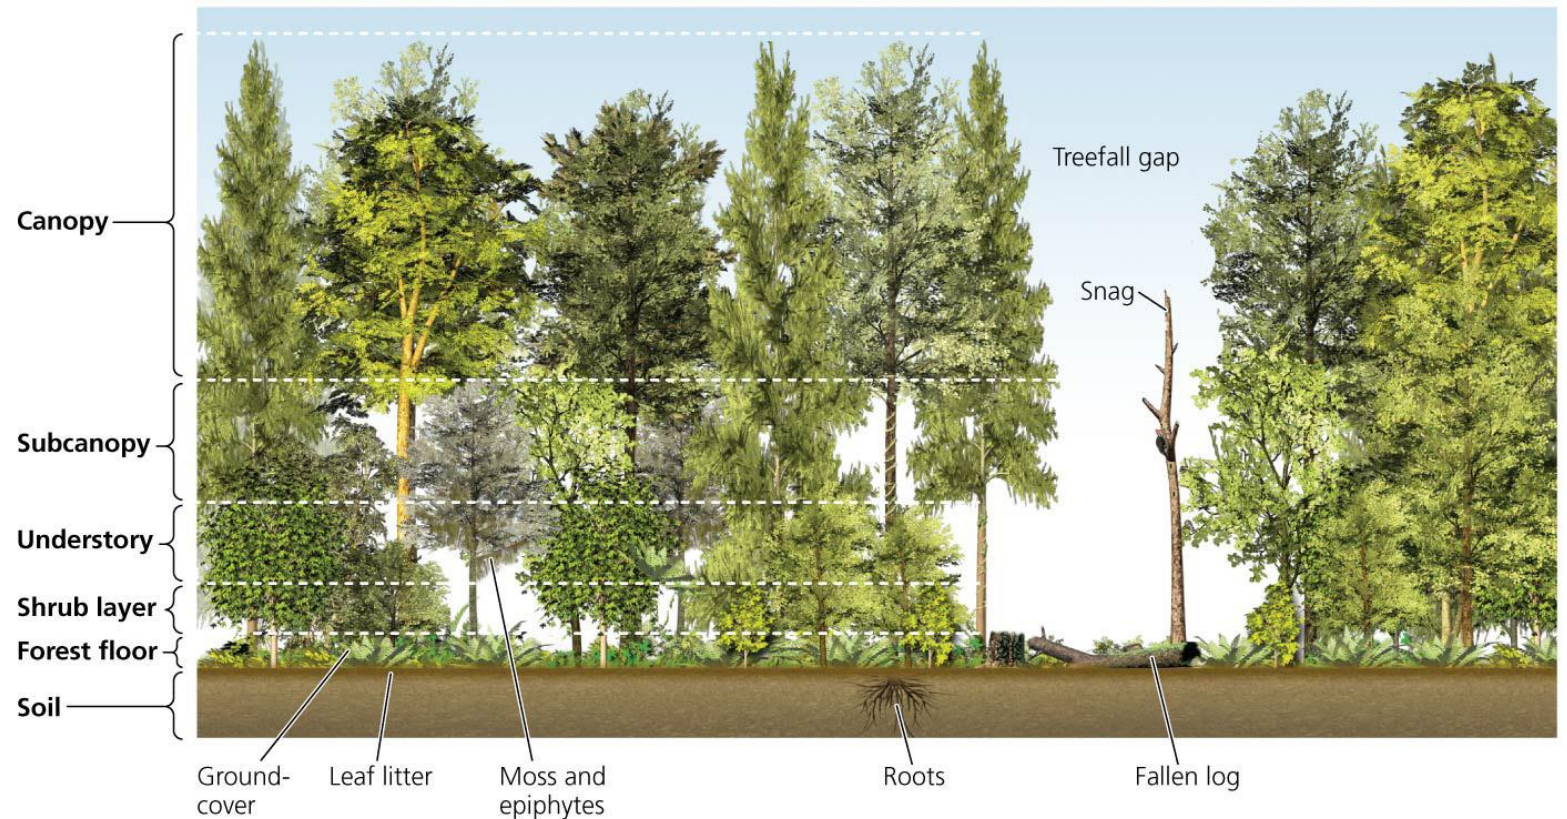 Treefall gap
Canopy
Snag
Subcanopy
Understory
Shrub layer
Forest floor
Soil
Ground-
cover
Leaf litter
Moss and
epiphytes
Roots
Fallen log